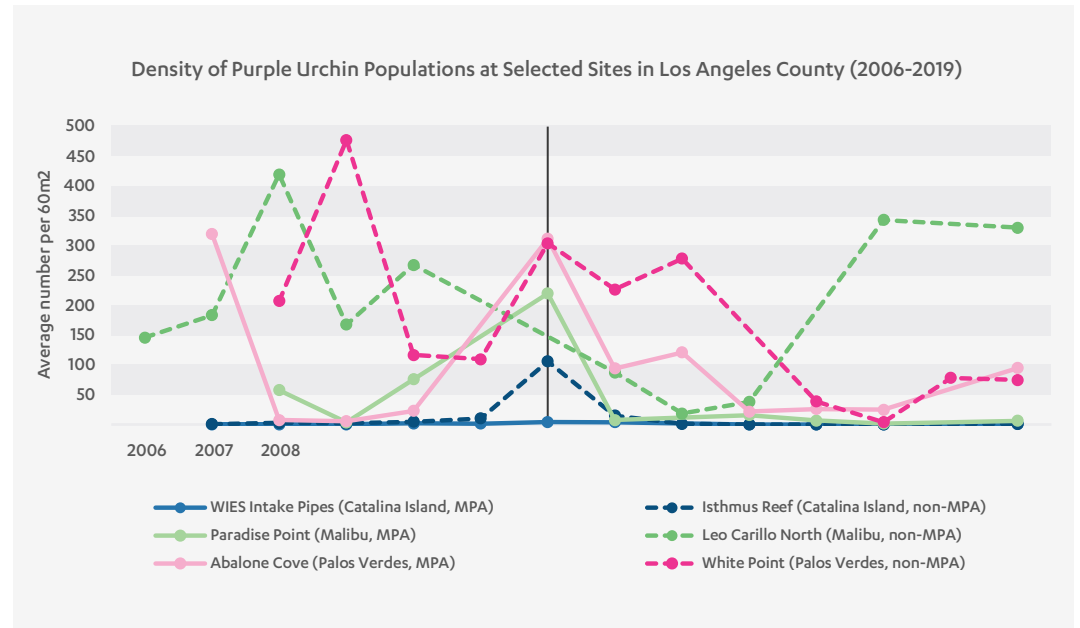 Density of Purple Urchin Populations at Selected Sites in Los Angeles County (2006-2019)
Average number per 60m2
500
450
400
350
300
250
200
150
100
50
2006 2007 2008
WIES Intake Pipes (Catalina Island, MPA)
Isthmus Reef (Catalina Island, non-MPA)
Paradise Point (Malibu, MPA)
Leo Carillo North (Malibu, non-MPA)
Abalone Cove (Palos Verdes, MPA)
White Point (Palos Verdes, non-MPA)